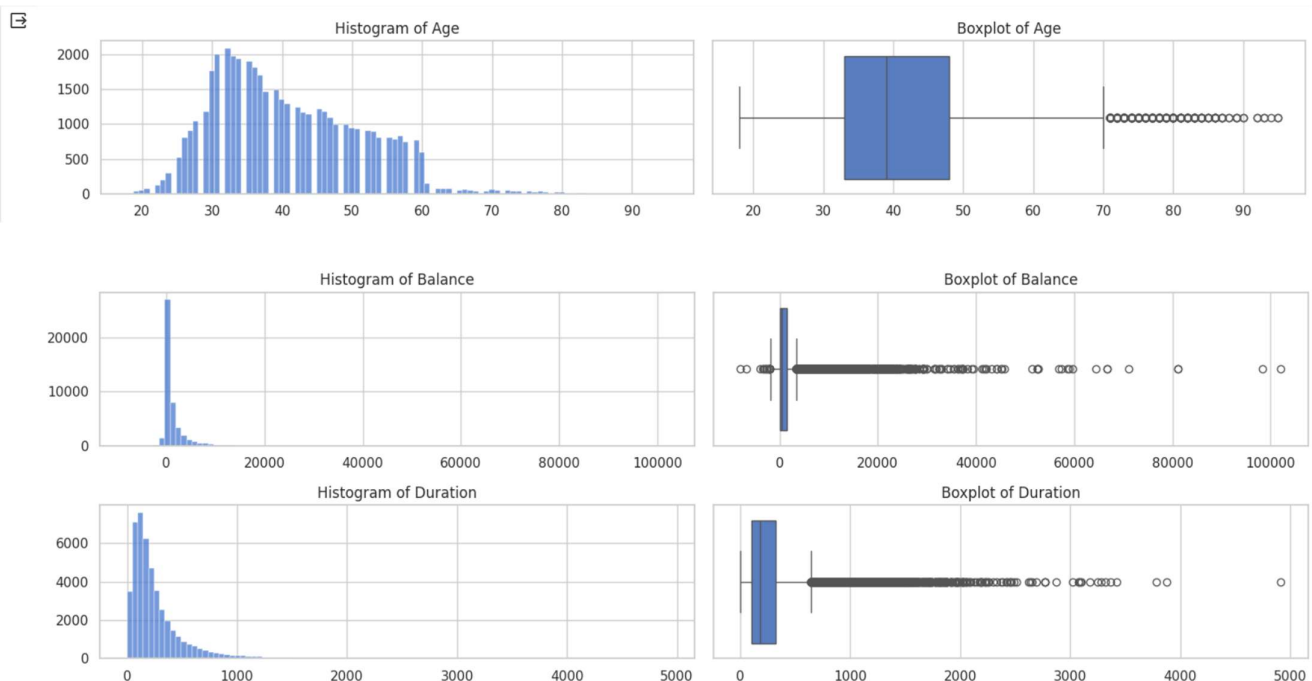 Histogram of Age
2000
1500
1000
500
0
20 30 40 50 60 70 80 90
Boxplot of Age
20 30 40 50 60 70 80 90
Histogram of Balance
20000
10000
0
0 20000 40000 60000 80000 100000
Boxplot of Balance
0 20000 40000 60000 80000 100000
Histogram of Duration
6000
4000
2000
0
0 1000 2000 3000 4000 5000
Boxplot of Duration
0 1000 2000 3000 4000 5000